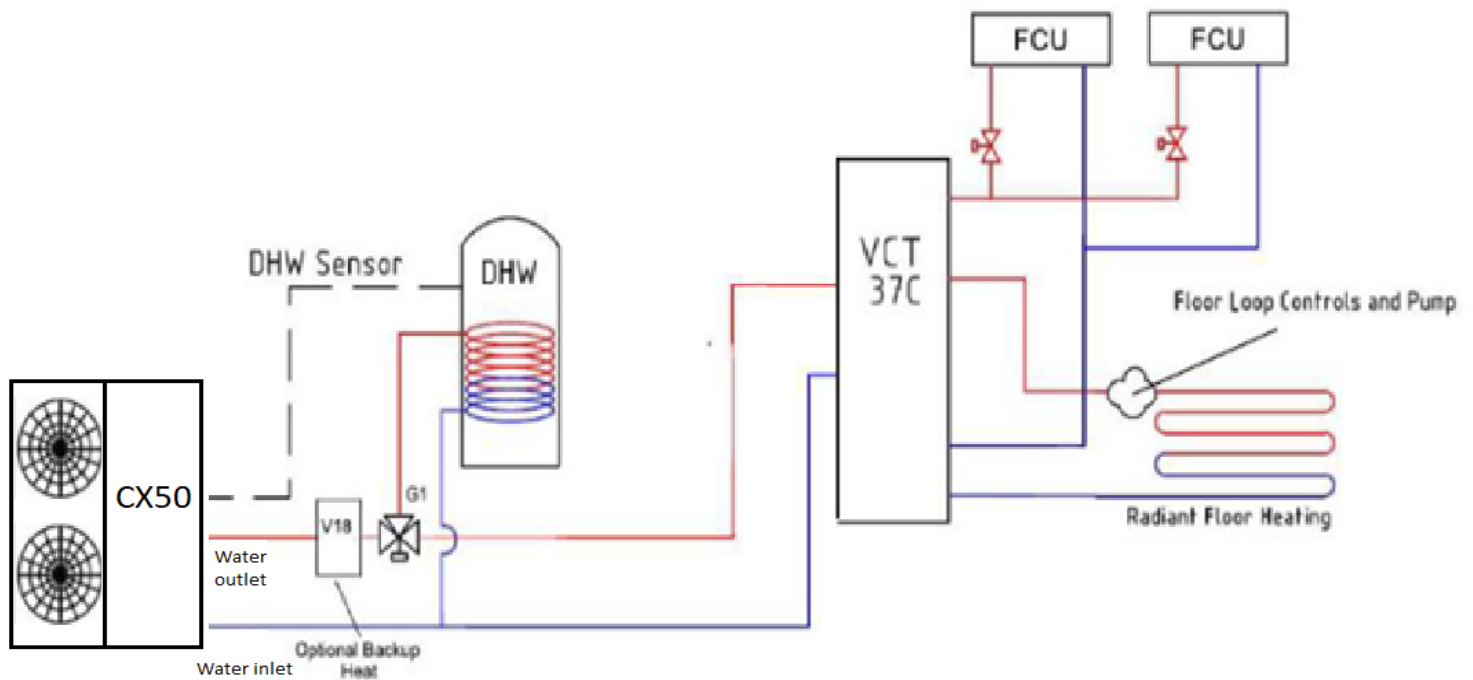 FCU
FCU
VCT
37C
DHW Sensor
DHW
Floor Loop Controls and Pump
CX50
G1
V18
Water
outlet
Radiant Floor Heating
Optional Backup
Heat
Water inlet